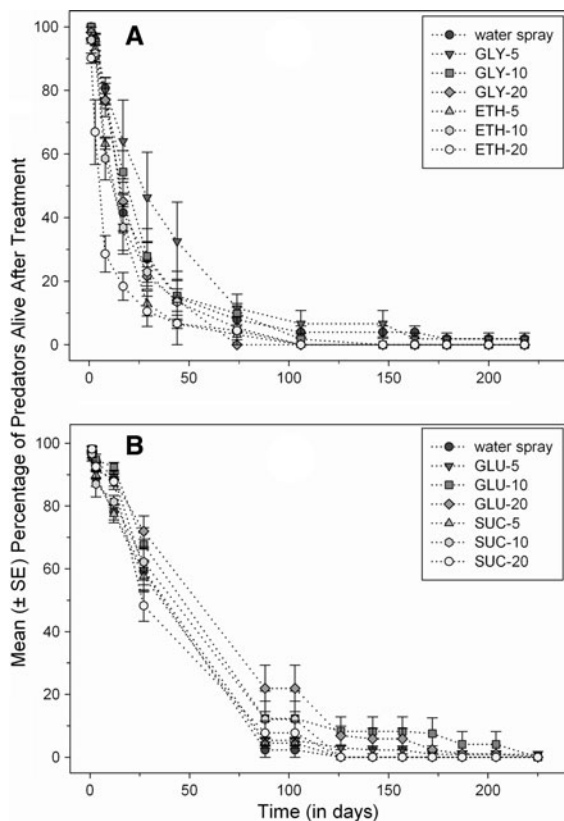 Mean (± SE) Percentage of Predators Alive After Treatment
A
100
80
60
40
20
0
water spray
GLY-5
GLY-10
GLY-20
ETH-5
ETH-10
ETH-20
0
50
100
150
200
B
100
80
60
40
20
0
water spray
GLU-5
GLU-10
GLU-20
SUC-5
SUC-10
SUC-20
0
50
100
150
200
Time (in days)